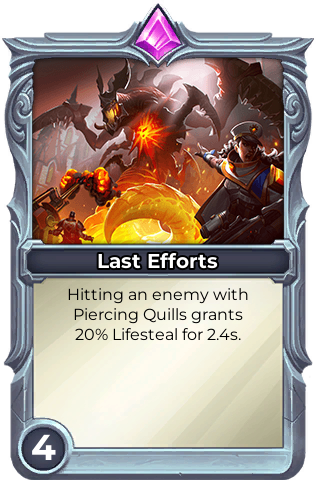 Last Efforts
Hitting an enemy with
Piercing Quills grants
20% Lifesteal for 2.4s.
4